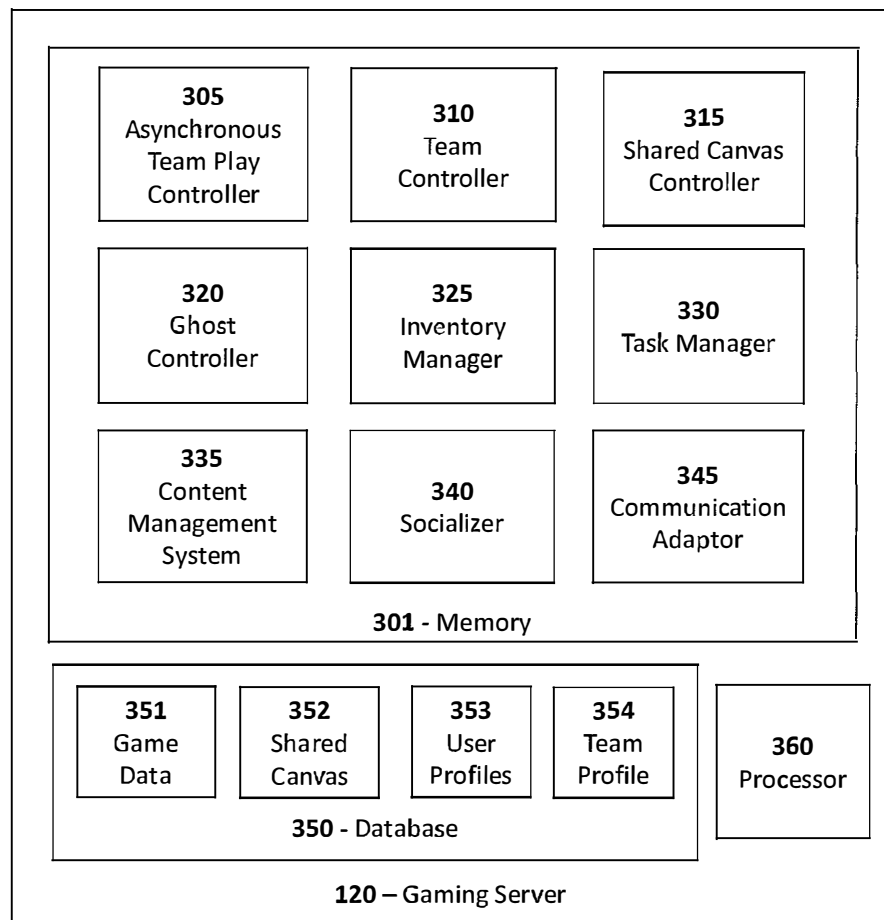 305
Asynchronous
Team Play
Controller
310
Team
Controller
315
Shared Canvas
Controller
320
Ghost
Controller
325
Inventory
Manager
330
Task Manager
335
Content
Management
System
340
Socializer
345
Communication
Adaptor
301 - Memory
351
Game
Data
352
Shared
Canvas
353
User
Profiles
354
Team
Profile
350 - Database
360
Processor
120 – Gaming Server